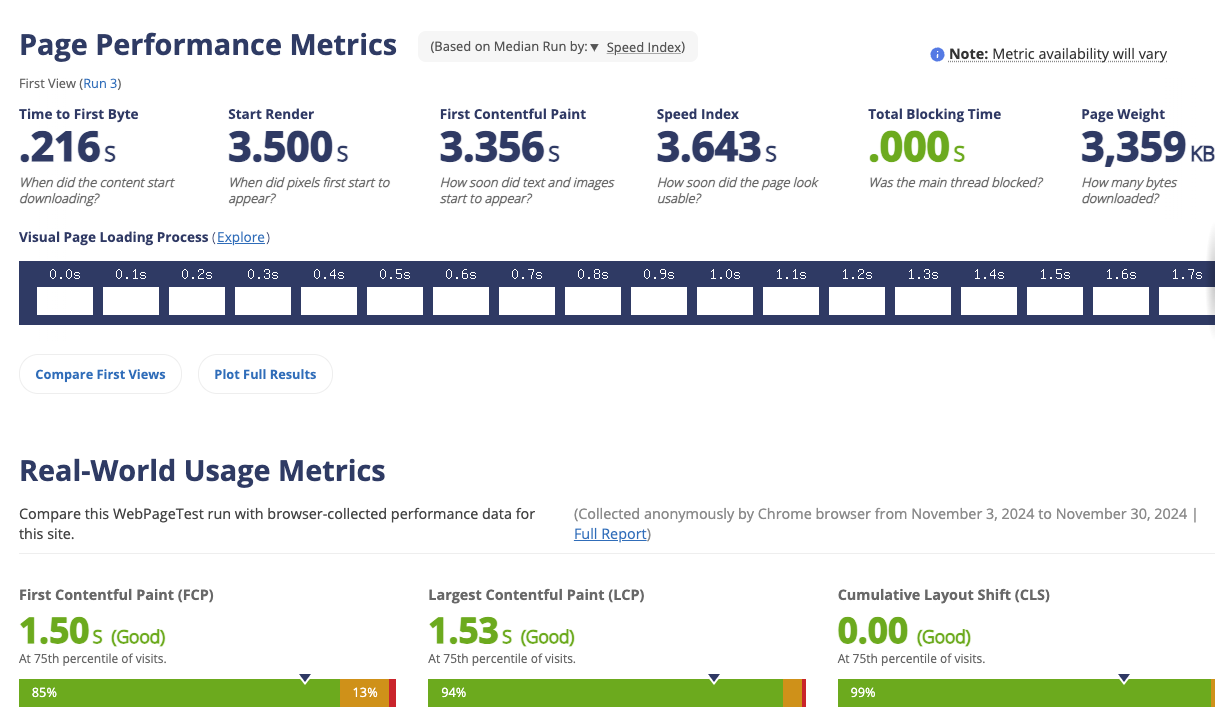 Page Performance Metrics (Based on Median Run by:▼ Speed Index)
Note: Metric availability will vary
First View (Run 3)
Time to First Byte Start Render First Contentful Paint Speed Index Total Blocking Time Page Weight
.216 S 3.500 S 3.356 S 3.643 S .000 S 3,359 KB
When did the content start When did pixels first start to How soon did text and images How soon did the page look Was the main thread blocked? How many bytes
downloading? appear? start to appear? usable? downloaded?
Visual Page Loading Process (Explore)
0.0s 0.1s 0.2s 0.3s 0.4s 0.5s 0.6s 0.7s 0.8s 0.9s 1.0s 1.1s 1.2s 1.3s 1.4s 1.5s 1.6s 1.7s
Compare First Views Plot Full Results
Real-World Usage Metrics
Compare this WebPageTest run with browser-collected performance data for
this site.
(Collected anonymously by Chrome browser from November 3, 2024 to November 30, 2024 |
Full Report)
First Contentful Paint (FCP) Largest Contentful Paint (LCP) Cumulative Layout Shift (CLS)
1.50 S (Good) 1.53 S (Good) 0.00 (Good)
At 75th percentile of visits. At 75th percentile of visits. At 75th percentile of visits.
85% 13% 94% 99%